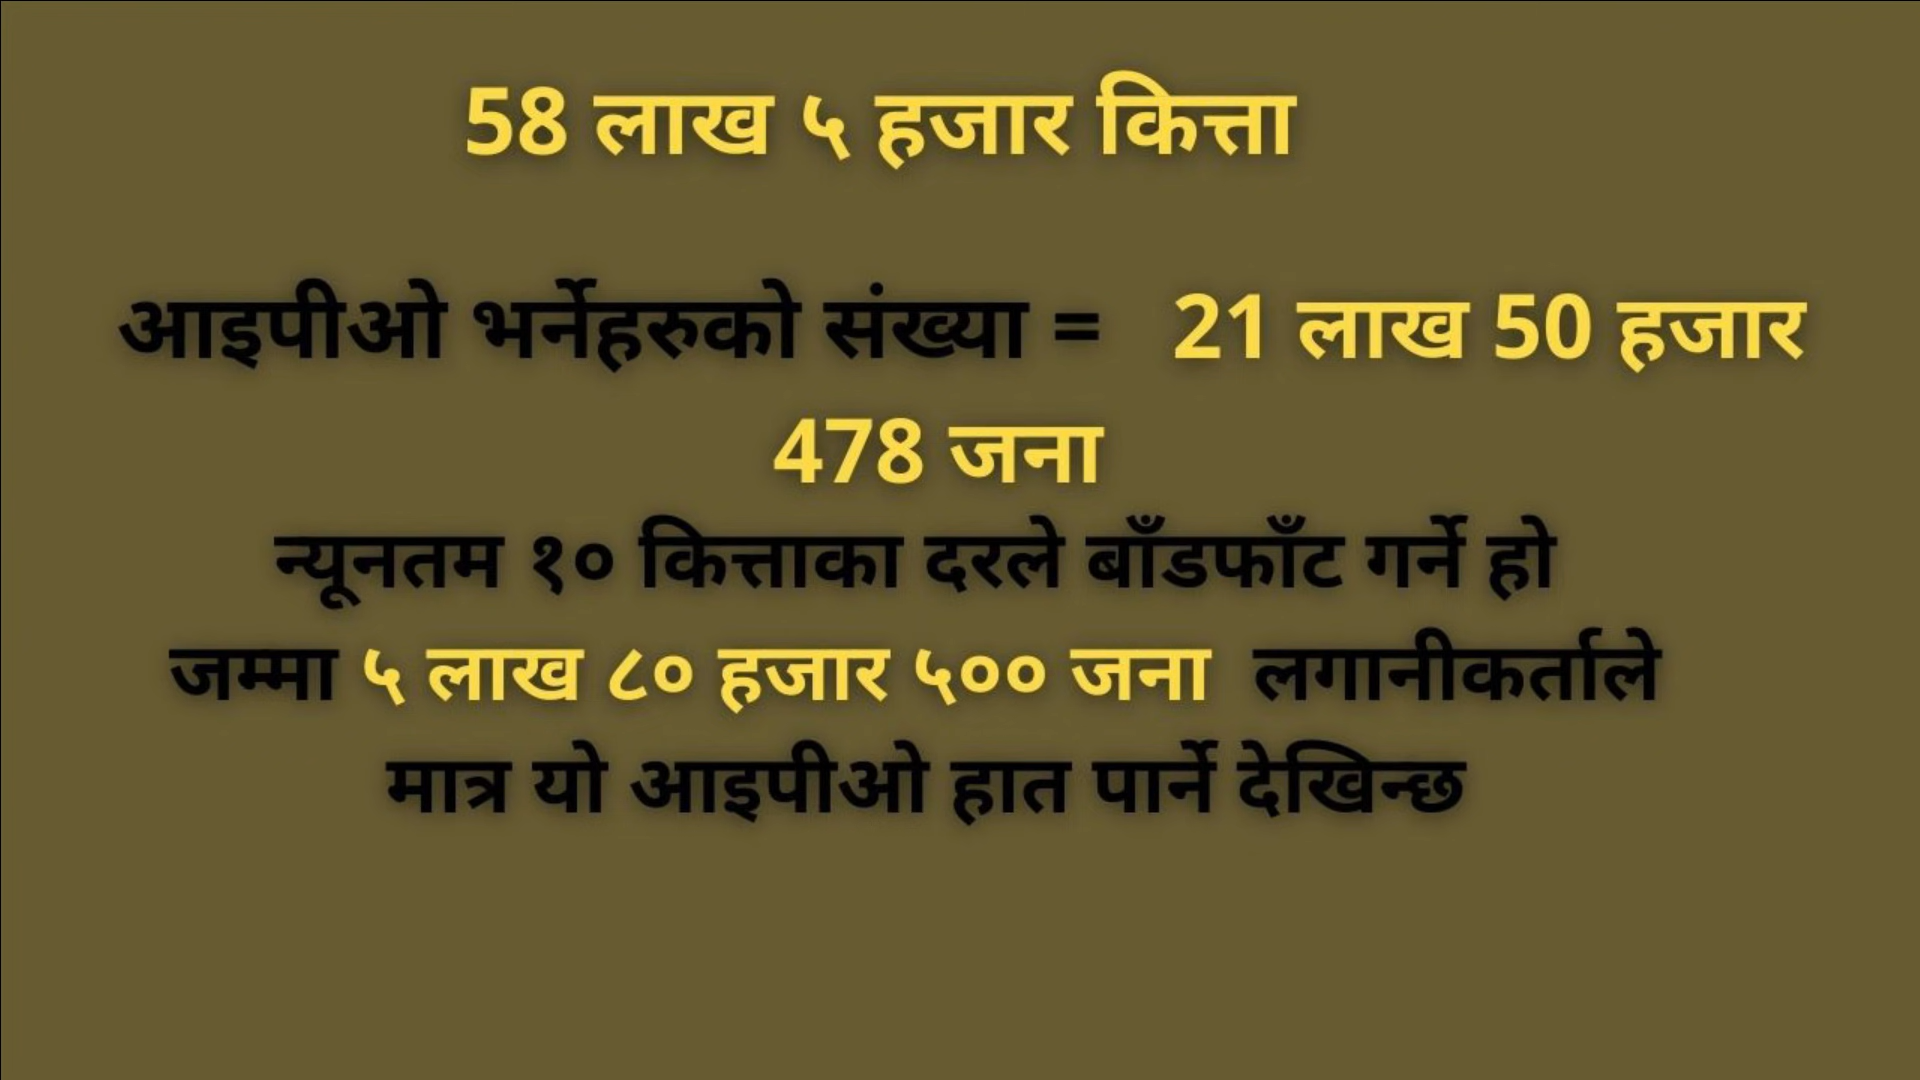 58 लाख ५ हजार कित्ता
आइपीओ भर्नेहरुको संख्या = 21 लाख 50 हजार
478 जना
न्यूनतम १० कित्ताका दरले बाँडफाँट गर्ने हो
जम्मा ५ लाख ८० हजार ५०० जना लगानीकर्ताले
मात्र यो आइपीओ हात पार्ने देखिन्छ